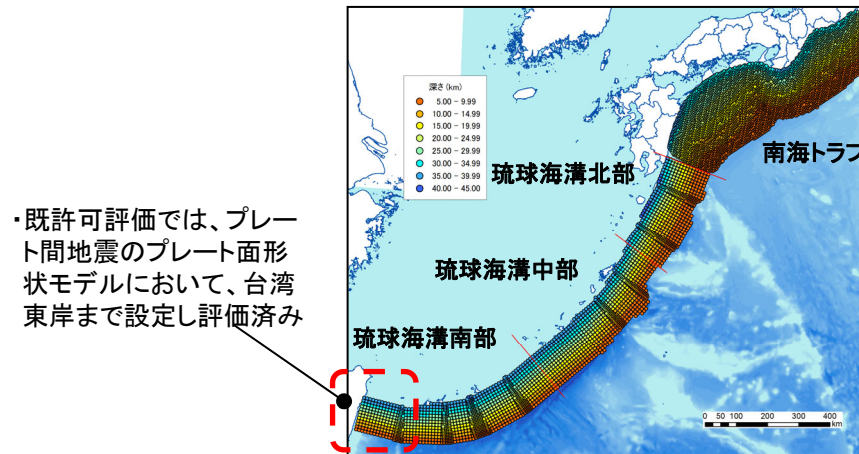 深さ(km)
5.00 - 9.99
10.00 - 14.99
15.00 - 19.99
20.00 - 24.99
25.00 - 29.99
30.00 - 34.99
35.00 - 39.99
40.00 - 45.00
南海トラフ
琉球海溝北部
・既許可評価では、プレー
ト間地震のプレート面形
状モデルにおいて、台湾
東岸まで設定し評価済み
琉球海溝中部
琉球海溝南部
0 50 100 200 300 400
km